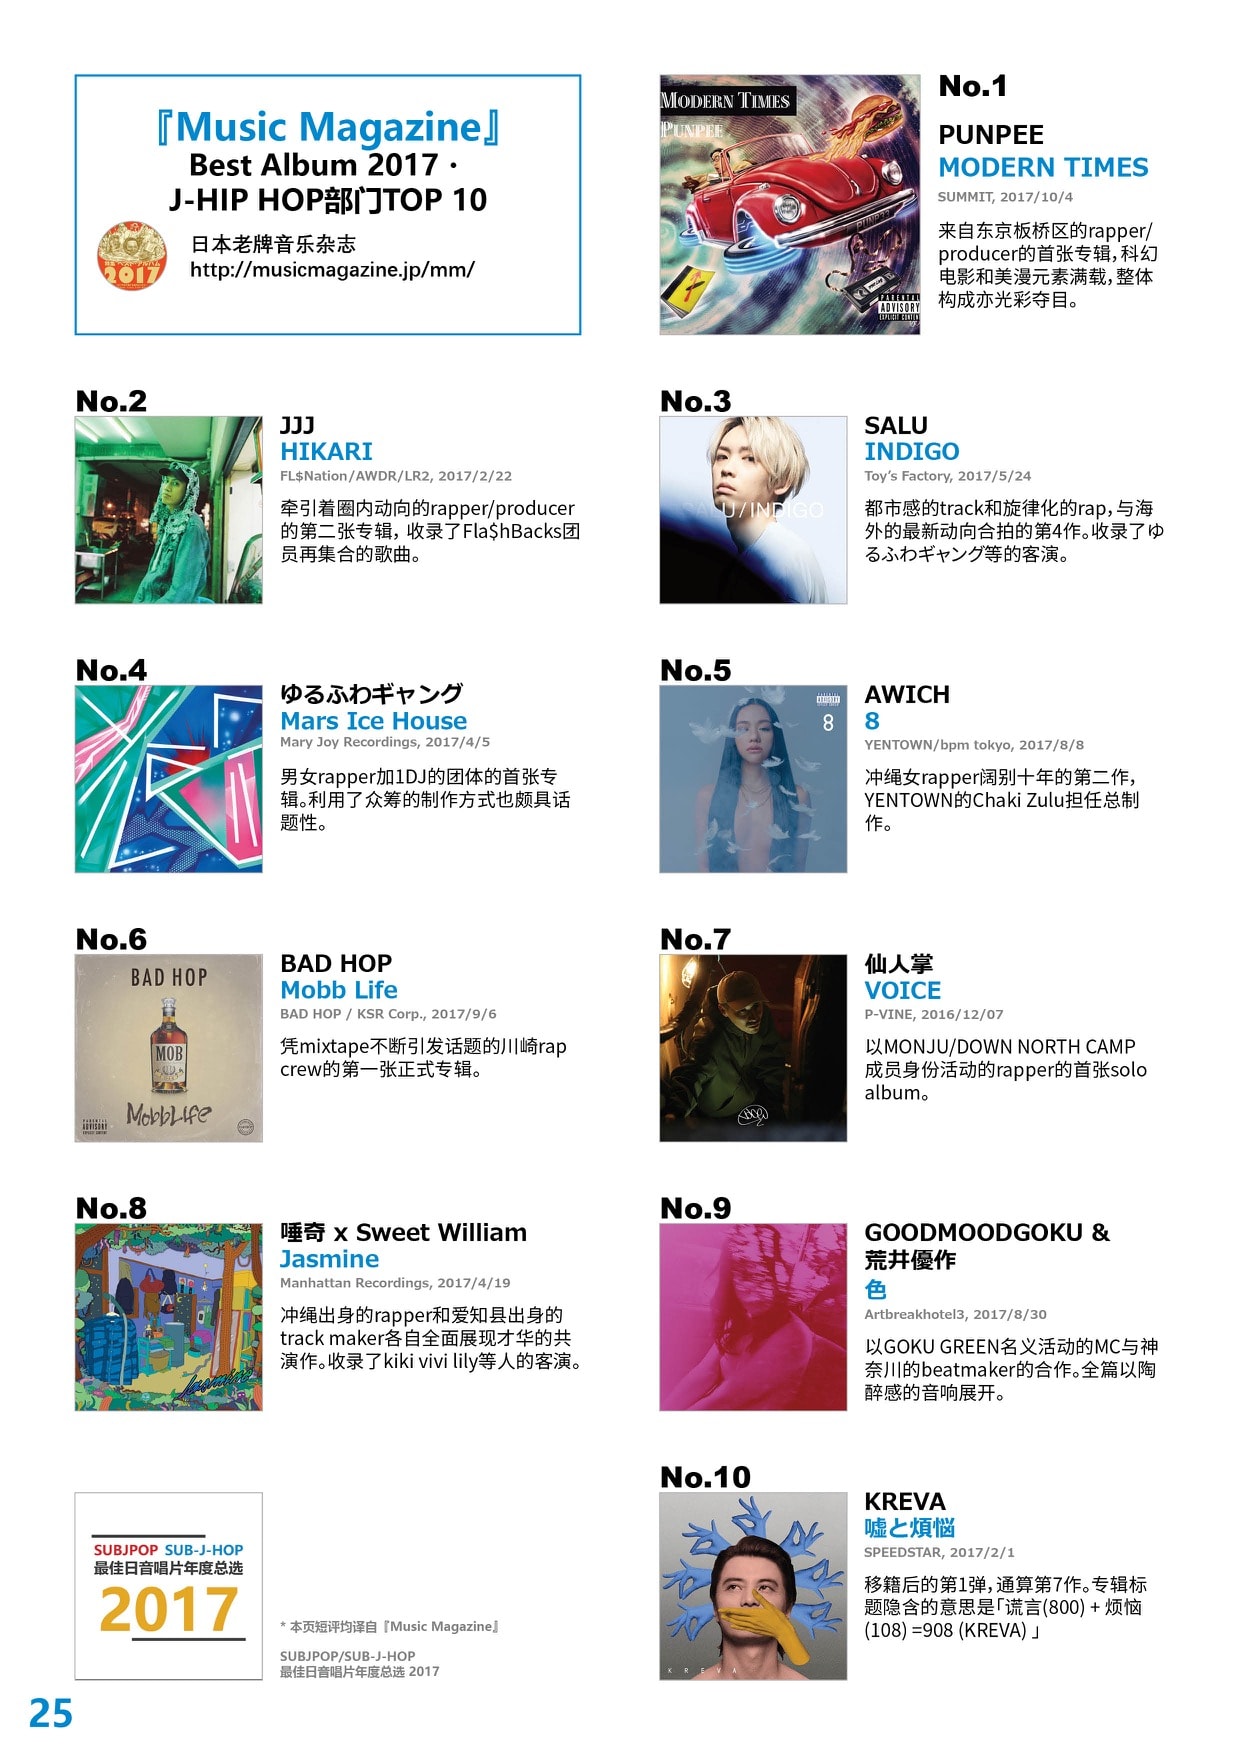 『Music Magazine』
Best Album 2017 ·
J-HIP HOP部门TOP 10
2017
日本老牌音乐杂志
http://musicmagazine.jp/mm/
No.1
MODERN TIMES
PUNPEE
PUNPEE
PARENTAL
ADVISORY
EXPLICIT CONTENT
PUNPEE
MODERN TIMES
SUMMIT, 2017/10/4
来自东京板桥区的rapper/
producer的首张专辑，科幻
电影和美漫元素满载，整体
构成亦光彩夺目。
No.2
JJJ
HIKARI
FL$Nation/AWDR/LR2, 2017/2/22
牵引着圈内动向的rapper/producer
的第二张专辑，收录了Fla$hBacks团
员再集合的歌曲。
No.3
SALU/INDIGO
SALU
INDIGO
Toy’s Factory, 2017/5/24
都市感的track和旋律化的rap，与海
外的最新动向合拍的第4作。收录了ゆ
るふわギャング等的客演。
No.4
ゆるふわギャング
Mars Ice House
Mary Joy Recordings, 2017/4/5
男女rapper加1DJ的团体的首张专
辑。利用了众筹的制作方式也颇具话
题性。
No.5
8
AWICH
8
YENTOWN/bpm tokyo, 2017/8/8
冲绳女rapper阔别十年的第二作，
YENTOWN的Chaki Zulu担任总制
作。
No.6
BAD HOP
MOB
MobbLife
PARENTAL
ADVISORY
EXPLICIT CONTENT
BAD HOP
Mobb Life
BAD HOP / KSR Corp., 2017/9/6
凭mixtape不断引发话题的川崎rap
crew的第一张正式专辑。
No.7
仙人掌
VOICE
P-VINE, 2016/12/07
以MONJU/DOWN NORTH CAMP
成员身份活动的rapper的首张solo
album。
No.8
Jasmine
唾奇 x Sweet William
Jasmine
Manhattan Recordings, 2017/4/19
冲绳出身的rapper和爱知县出身的
track maker各自全面展现才华的共
演作。收录了kiki vivi lily等人的客演。
No.9
GOODMOODGOKU &
荒井優作
色
Artbreakhotel3, 2017/8/30
以GOKU GREEN名义活动的MC与神
奈川的beatmaker的合作。全篇以陶
醉感的音响展开。
No.10
KREVA
KREVA
嘘と煩悩
SPEEDSTAR, 2017/2/1
移籍后的第1弹，通算第7作。专辑标
题隐含的意思是「谎言(800) + 烦恼
(108) =908 (KREVA) 」
SUBJPOP SUB-J-HOP
最佳日音唱片年度总选
2017
* 本页短评均译自『Music Magazine』
SUBJPOP/SUB-J-HOP
最佳日音唱片年度总选 2017
25